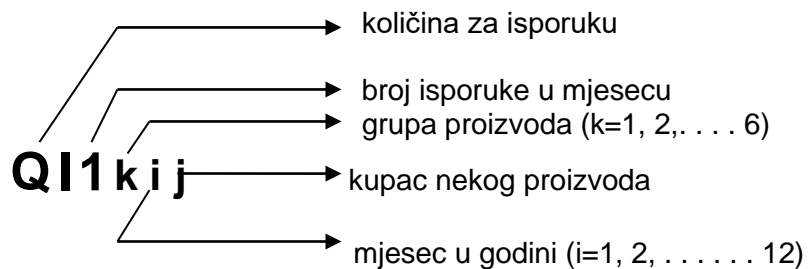 količina za isporuku
broj isporuke u mjesecu
grupa proizvoda (k=1, 2,. . . . 6)
QI1kij
kupac nekog proizvoda
mjesec u godini (i=1, 2, . . . . . . 12)